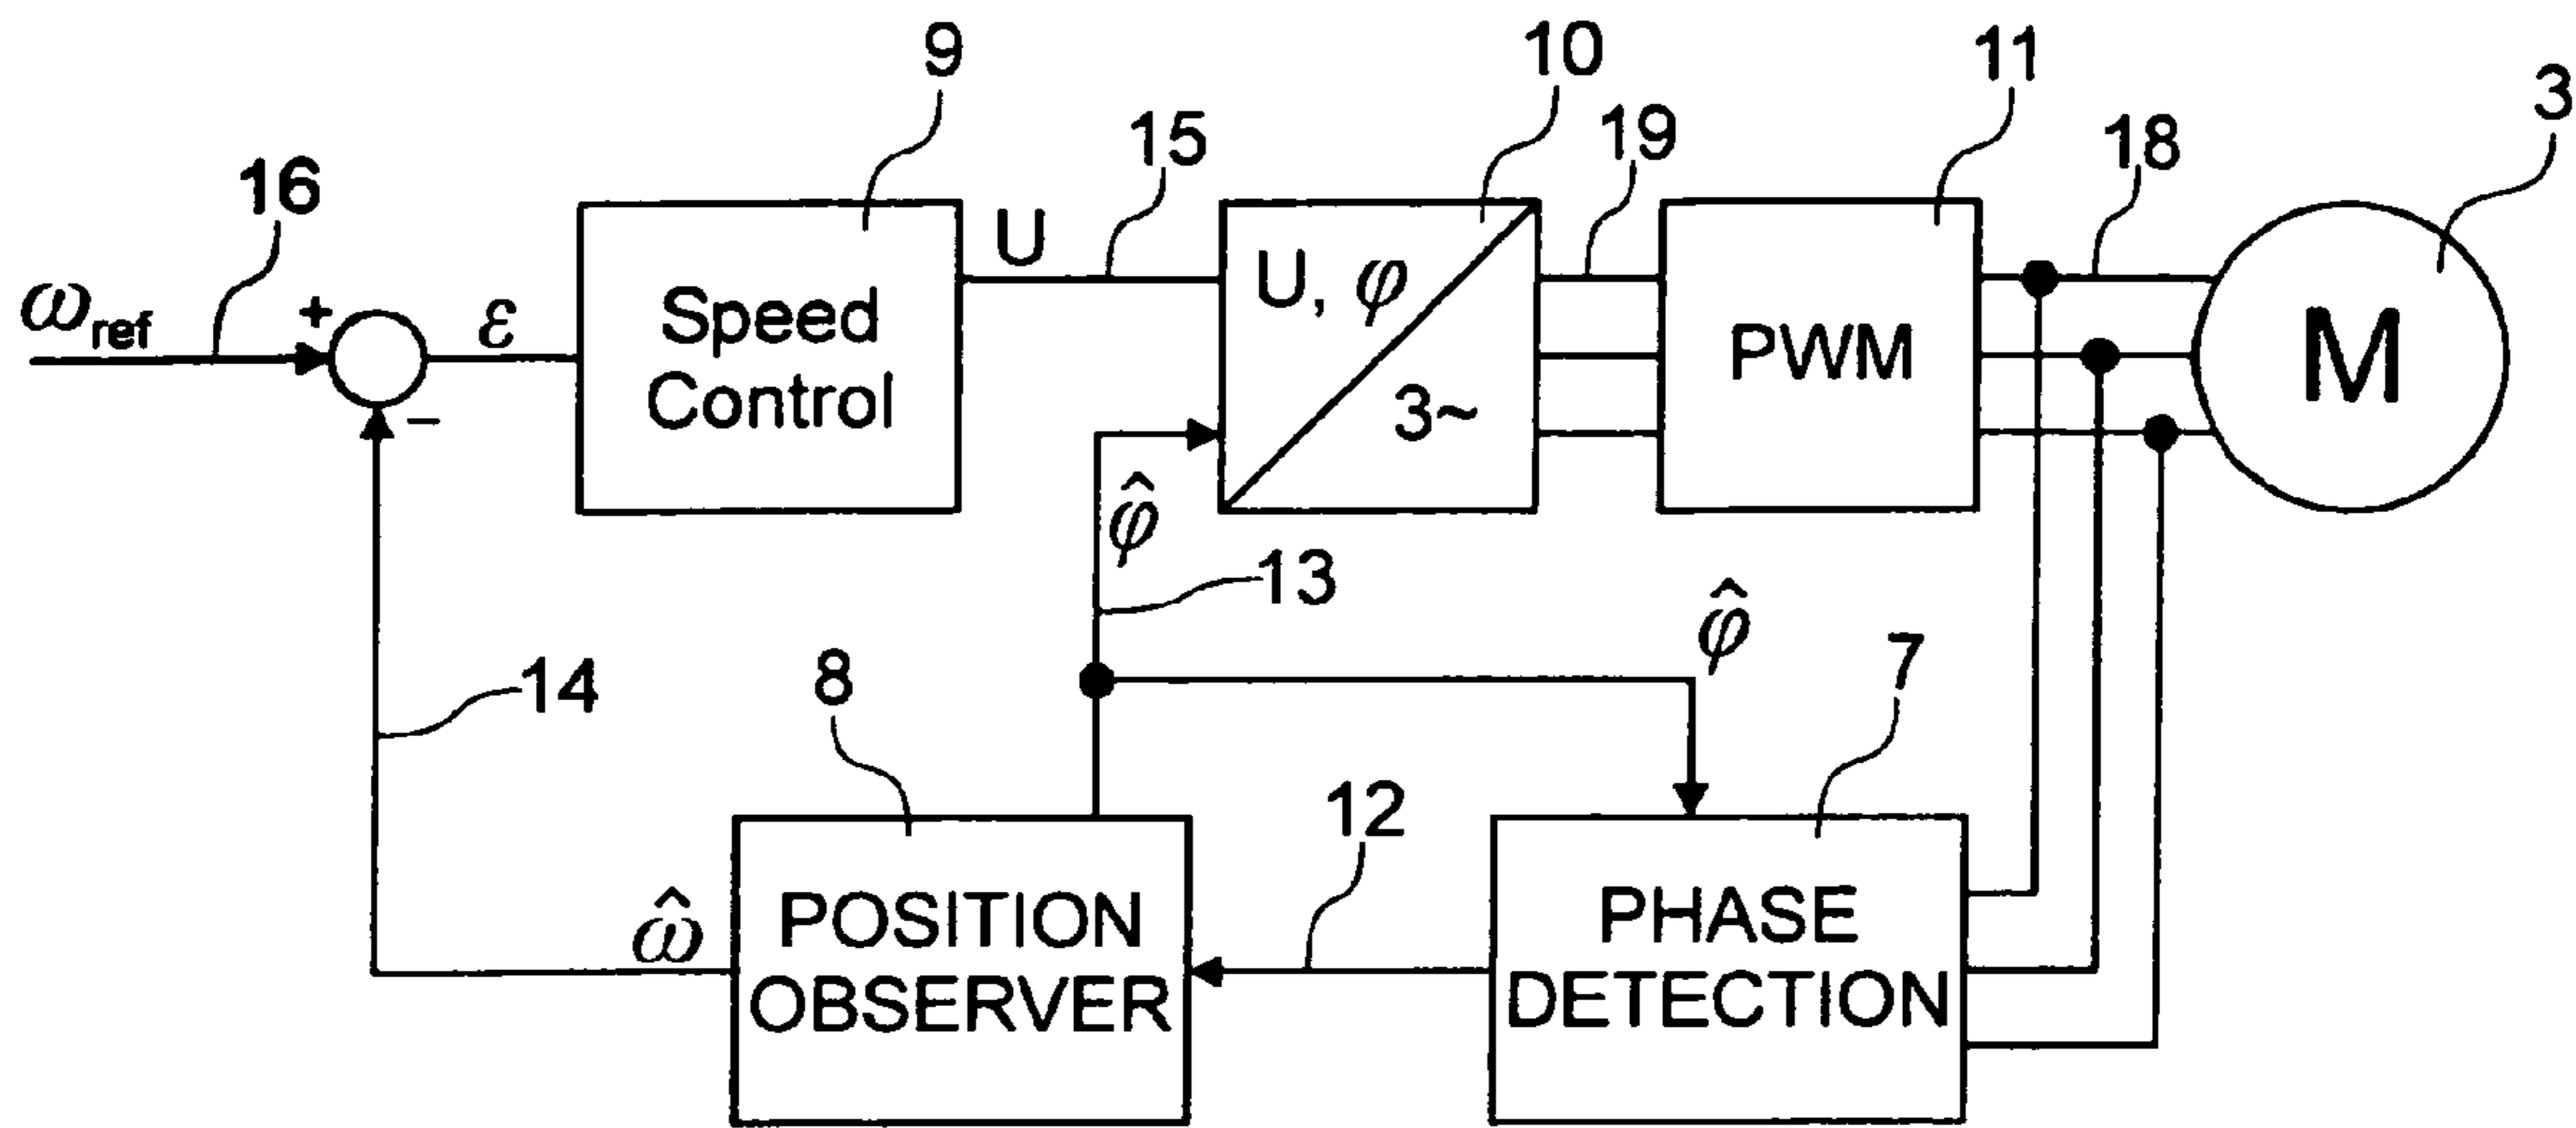 9
10
11
3
16
15
19
18
ω_ref
+
−
ε
Speed
Control
U
U, φ
3~
PWM
M
φ̂
13
φ̂
14
8
7
12
ω̂
POSITION
OBSERVER
PHASE
DETECTION